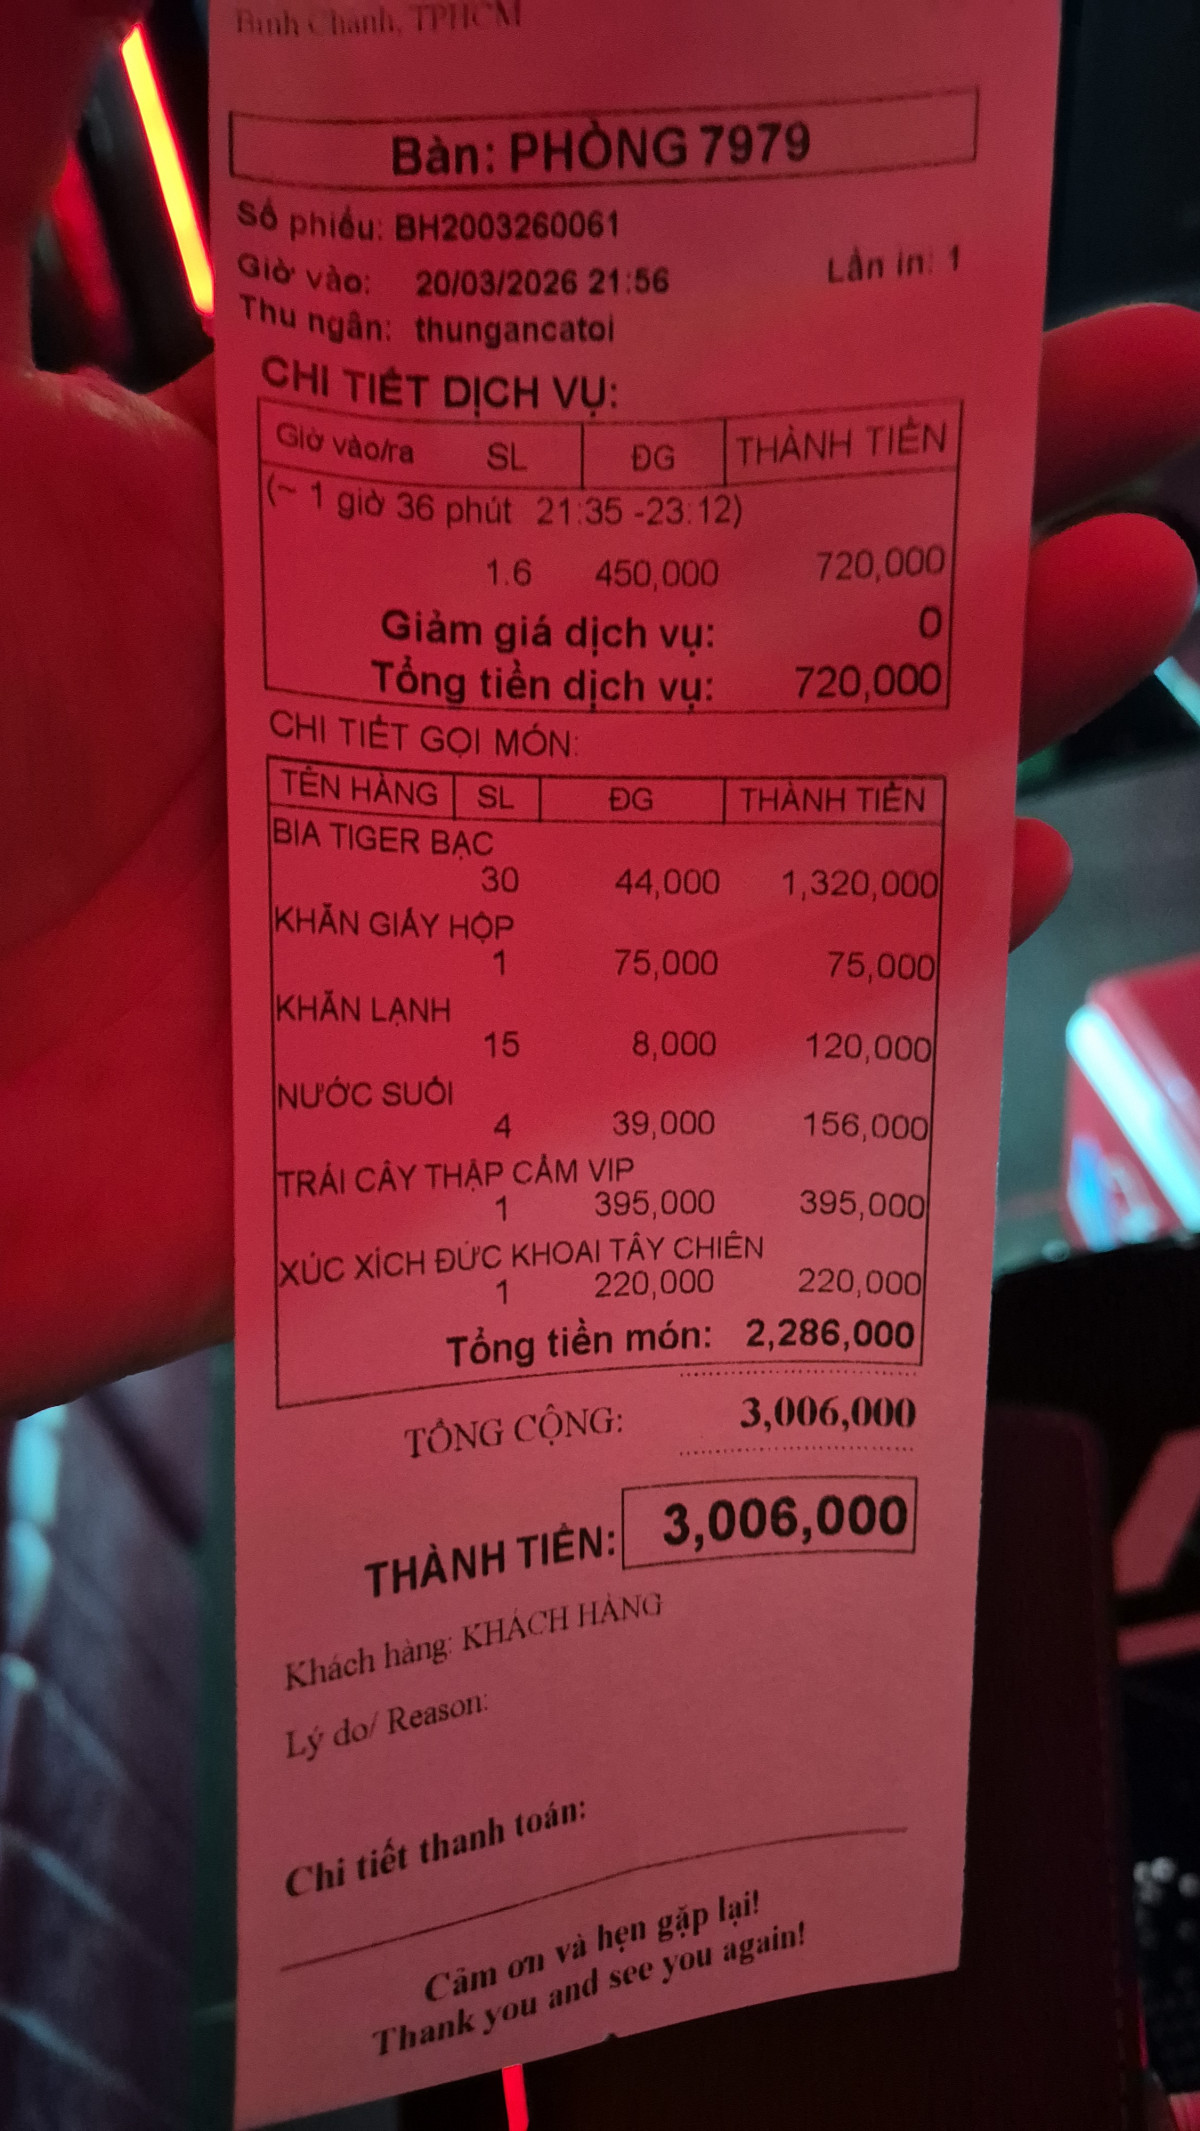 Bình Chánh, TPHCM
Bàn: PHÒNG 7979
Số phiếu: BH2003260061
Giờ vào: 20/03/2026 21:56 Lần in: 1
Thu ngân: thungancatoi
CHI TIẾT DỊCH VỤ:
Giờ vào/ra SL ĐG THÀNH TIỀN
(~ 1 giờ 36 phút 21:35 -23:12)
1.6 450,000 720,000
Giảm giá dịch vụ: 0
Tổng tiền dịch vụ: 720,000
CHI TIẾT GỌI MÓN:
TÊN HÀNG SL ĐG THÀNH TIỀN
BIA TIGER BẠC
30 44,000 1,320,000
KHĂN GIẤY HỘP
1 75,000 75,000
KHĂN LẠNH
15 8,000 120,000
NƯỚC SUỐI
4 39,000 156,000
TRÁI CÂY THẬP CẨM VIP
1 395,000 395,000
XÚC XÍCH ĐỨC KHOAI TÂY CHIÊN
1 220,000 220,000
Tổng tiền món: 2,286,000
TỔNG CỘNG: 3,006,000
THÀNH TIỀN: 3,006,000
Khách hàng: KHÁCH HÀNG
Lý do/ Reason:
Chi tiết thanh toán:
Cảm ơn và hẹn gặp lại!
Thank you and see you again!